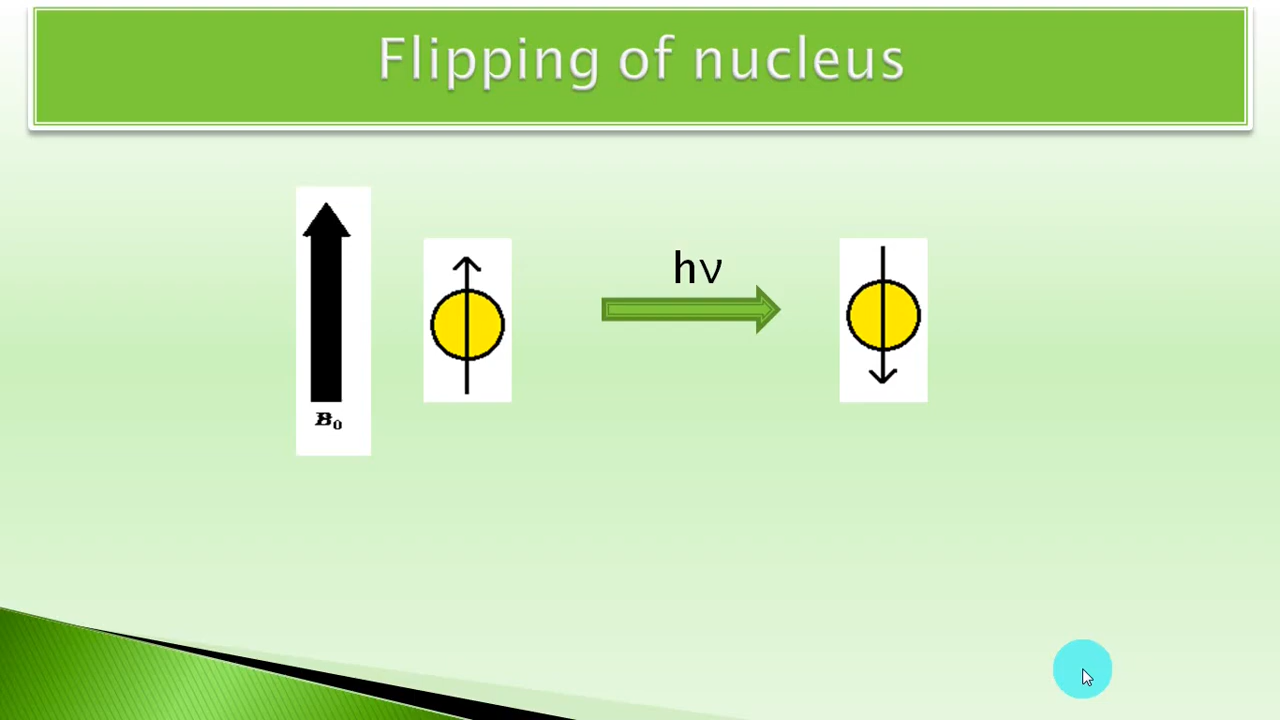 Flipping of nucleus
hν
B₀